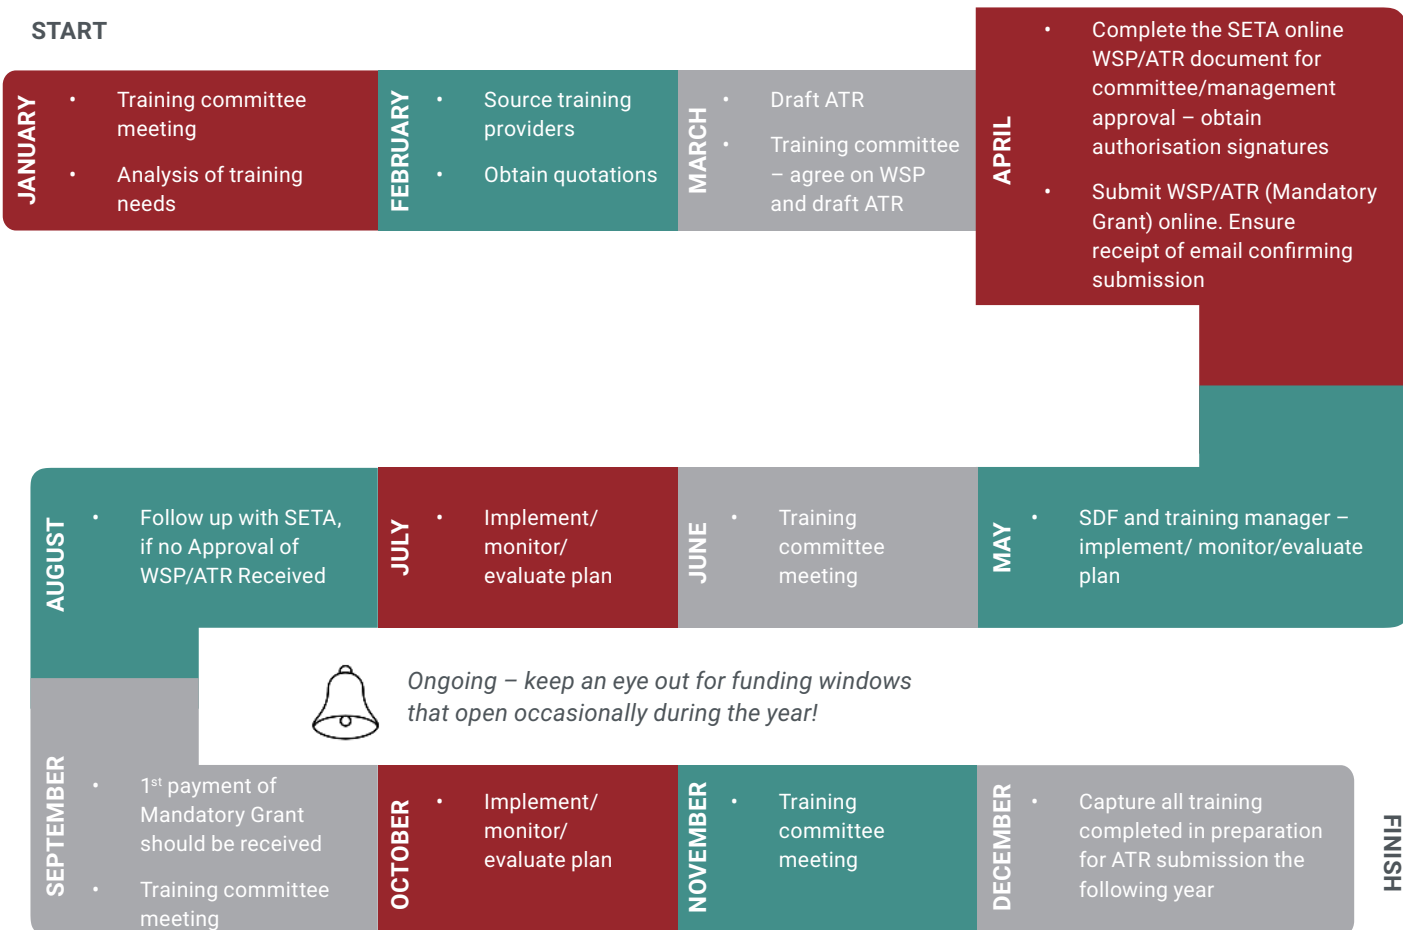 START
JANUARY
• Training committee
meeting
• Analysis of training
needs
FEBRUARY
• Source training
providers
• Obtain quotations
MARCH
• Draft ATR
• Training committee
– agree on WSP
and draft ATR
APRIL
• Complete the SETA online
WSP/ATR document for
committee/management
approval – obtain
authorisation signatures
• Submit WSP/ATR (Mandatory
Grant) online. Ensure
receipt of email confirming
submission
MAY
• SDF and training manager –
implement/ monitor/evaluate
plan
JUNE
• Training
committee
meeting
JULY
• Implement/
monitor/
evaluate plan
AUGUST
• Follow up with SETA,
if no Approval of
WSP/ATR Received
Ongoing – keep an eye out for funding windows
that open occasionally during the year!
SEPTEMBER
• 1st payment of
Mandatory Grant
should be received
• Training committee
meeting
OCTOBER
• Implement/
monitor/
evaluate plan
NOVEMBER
• Training
committee
meeting
DECEMBER
• Capture all training
completed in preparation
for ATR submission the
following year
FINISH